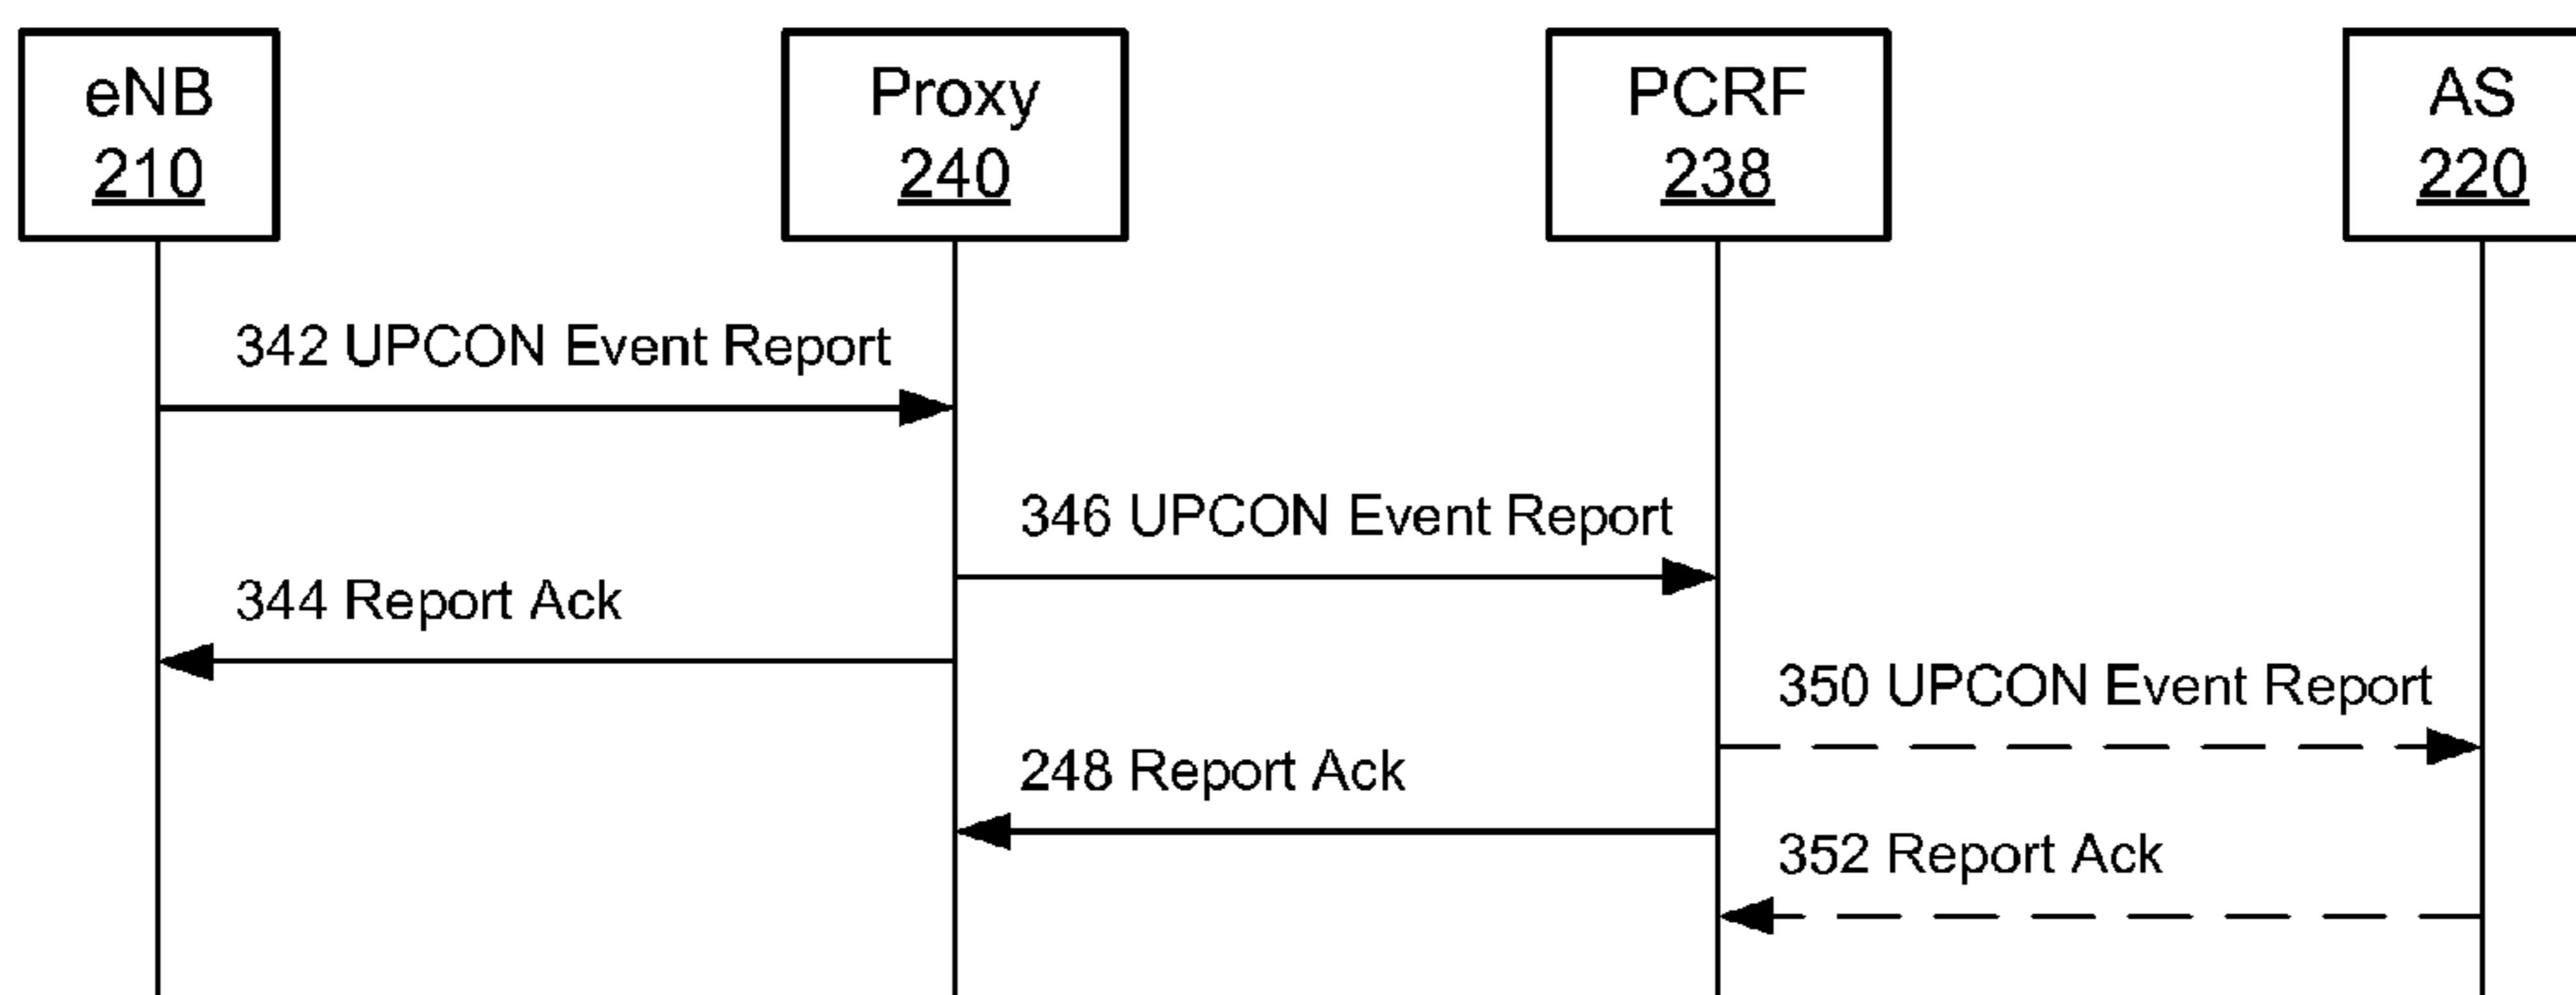 eNB
210
Proxy
240
PCRF
238
AS
220
342 UPCON Event Report
346 UPCON Event Report
344 Report Ack
350 UPCON Event Report
248 Report Ack
352 Report Ack